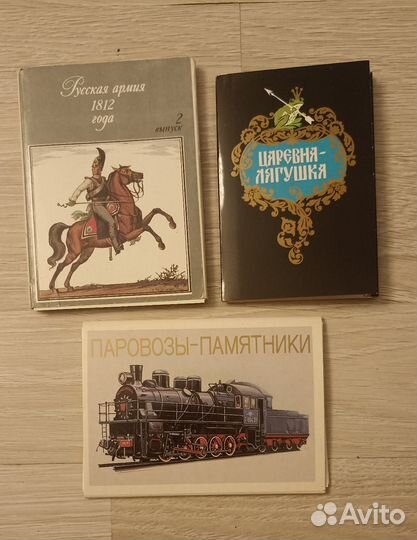 Русская армия
1812
года
2
выпуск
ЦАРЕВНА-
ЛЯГУШКА
ПАРОВОЗЫ-ПАМЯТНИКИ
Avito